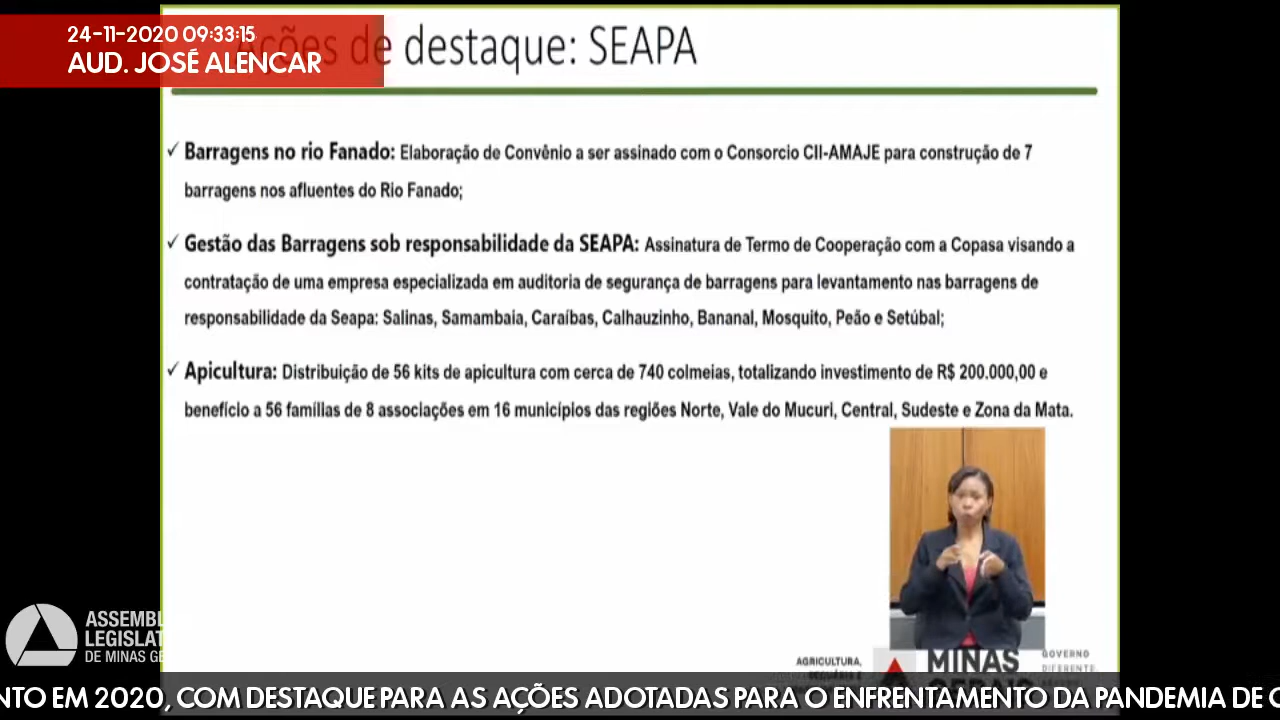 24-11-2020 09:33:15
AUD. JOSÉ ALENCAR
Ações de destaque: SEAPA
✓ Barragens no rio Fanado: Elaboração de Convênio a ser assinado com o Consorcio CII-AMAJE para construção de 7
barragens nos afluentes do Rio Fanado;
✓ Gestão das Barragens sob responsabilidade da SEAPA: Assinatura de Termo de Cooperação com a Copasa visando a
contratação de uma empresa especializada em auditoria de segurança de barragens para levantamento nas barragens de
responsabilidade da Seapa: Salinas, Samambaia, Caraíbas, Calhauzinho, Bananal, Mosquito, Peão e Setúbal;
✓ Apicultura: Distribuição de 56 kits de apicultura com cerca de 740 colmeias, totalizando investimento de R$ 200.000,00 e
benefício a 56 famílias de 8 associações em 16 municípios das regiões Norte, Vale do Mucuri, Central, Sudeste e Zona da Mata.
ASSEMBL
LEGISLAT
DE MINAS GE
AGRICULTURA,
MINAS
GERAIS
GOVERNO
DIFERENTE.
NTO EM 2020, COM DESTAQUE PARA AS AÇÕES ADOTADAS PARA O ENFRENTAMENTO DA PANDEMIA DE C